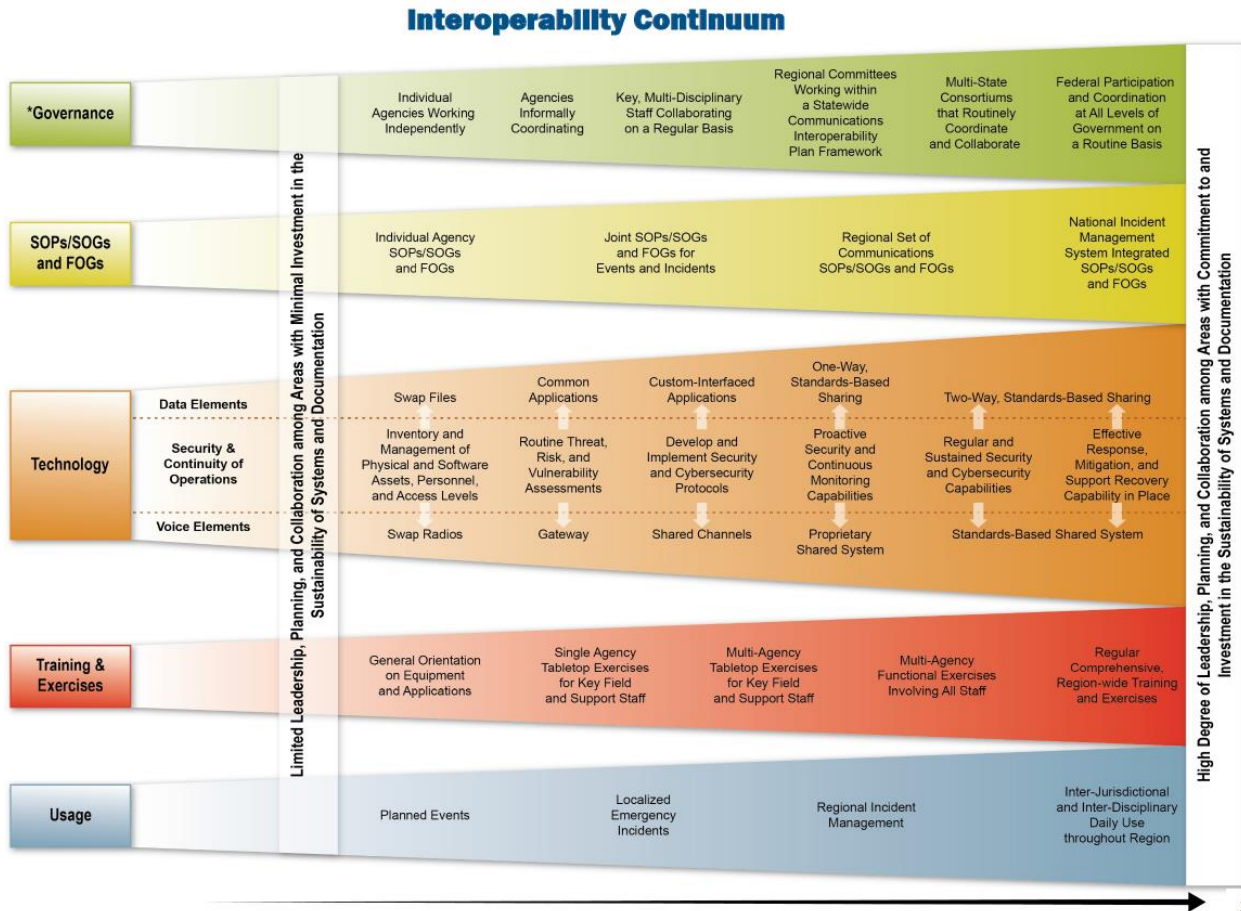 Interoperability Continuum
*Governance
Individual
Agencies Working
Independently
Agencies
Informally
Coordinating
Key, Multi-Disciplinary
Staff Collaborating
on a Regular Basis
Regional Committees
Working within
a Statewide
Communications
Interoperability
Plan Framework
Multi-State
Consortiums
that Routinely
Coordinate
and Collaborate
Federal Participation
and Coordination
at All Levels of
Government on
a Routine Basis
Limited Leadership, Planning, and Collaboration among Areas with Minimal Investment in the
Sustainability of Systems and Documentation
SOPs/SOGs
and FOGs
Individual Agency
SOPs/SOGs
and FOGs
Joint SOPs/SOGs
and FOGs for
Events and Incidents
Regional Set of
Communications
SOPs/SOGs and FOGs
National Incident
Management
System Integrated
SOPs/SOGs
and FOGs
Technology
Data Elements
Swap Files
Common
Applications
Custom-Interfaced
Applications
One-Way,
Standards-Based
Sharing
Two-Way, Standards-Based Sharing
Security &
Continuity of
Operations
Inventory and
Management of
Physical and Software
Assets, Personnel,
and Access Levels
Routine Threat,
Risk, and
Vulnerability
Assessments
Develop and
Implement Security
and Cybersecurity
Protocols
Proactive
Security and
Continuous
Monitoring
Capabilities
Regular and
Sustained Security
and Cybersecurity
Capabilities
Effective
Response,
Mitigation, and
Support Recovery
Capability in Place
Voice Elements
Swap Radios
Gateway
Shared Channels
Proprietary
Shared System
Standards-Based Shared System
Training &
Exercises
General Orientation
on Equipment
and Applications
Single Agency
Tabletop Exercises
for Key Field
and Support Staff
Multi-Agency
Tabletop Exercises
for Key Field
and Support Staff
Multi-Agency
Functional Exercises
Involving All Staff
Regular
Comprehensive,
Region-wide Training
and Exercises
Usage
Planned Events
Localized
Emergency
Incidents
Regional Incident
Management
Inter-Jurisdictional
and Inter-Disciplinary
Daily Use
throughout Region
High Degree of Leadership, Planning, and Collaboration among Areas with Commitment to and
Investment in the Sustainability of Systems and Documentation